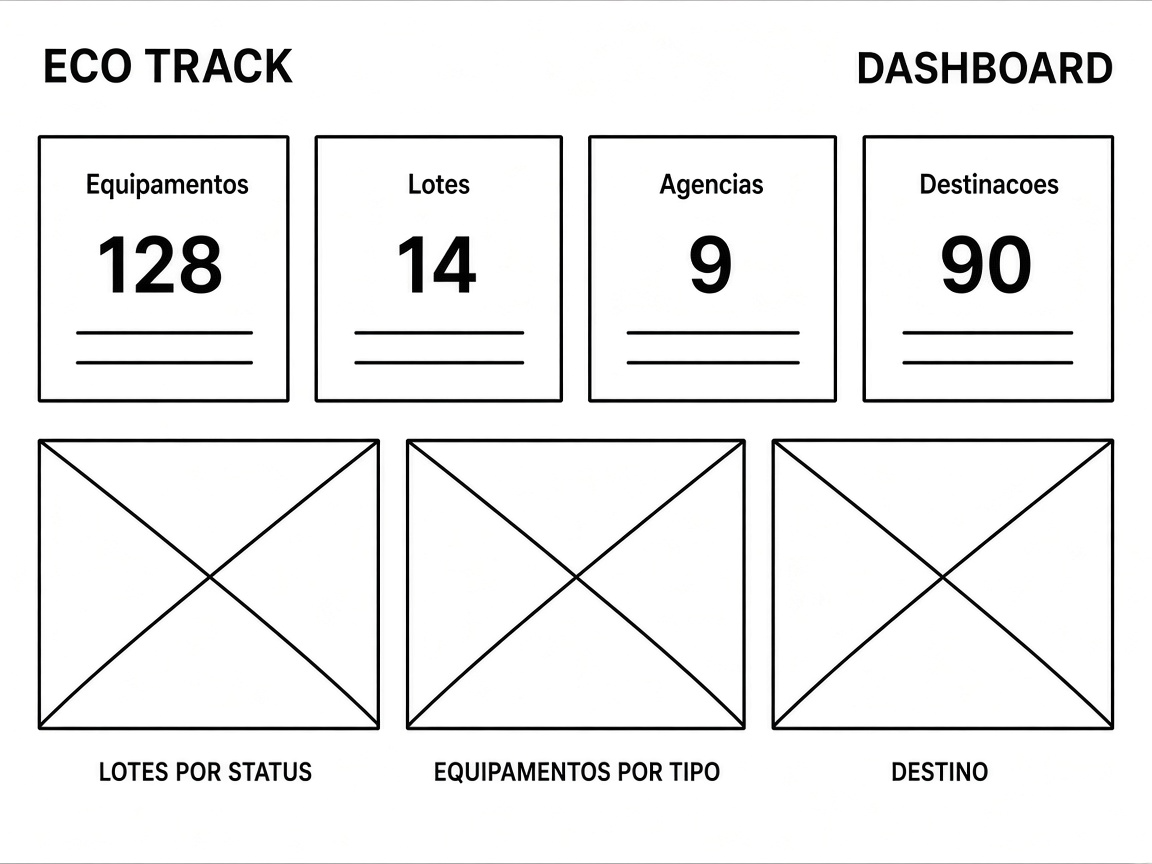 ECO TRACK
DASHBOARD
Equipamentos
128
Lotes
14
Agencias
9
Destinacoes
90
LOTES POR STATUS
EQUIPAMENTOS POR TIPO
DESTINO